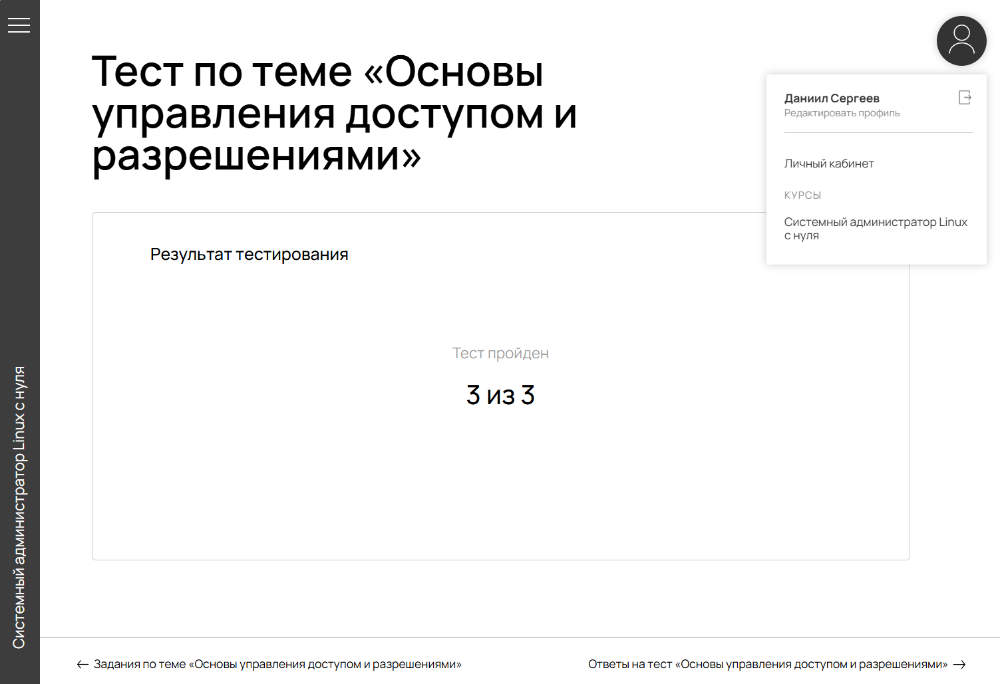 Тест по теме «Основы
управления доступом и
разрешениями»
Даниил Сергеев
Редактировать профиль
Личный кабинет
КУРСЫ
Системный администратор Linux
с нуля
Результат тестирования
Тест пройден
3 из 3
Системный администратор Linux с нуля
← Задания по теме «Основы управления доступом и разрешениями»
Ответы на тест «Основы управления доступом и разрешениями» →